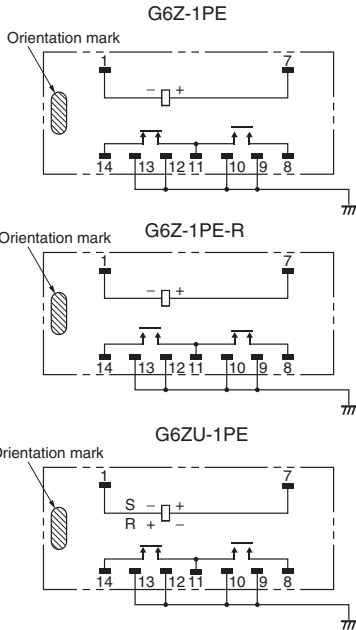 G6Z-1PE
Orientation mark
1 7
− +
14 13 12 11 10 9 8
G6Z-1PE-R
Orientation mark
1 7
− +
14 13 12 11 10 9 8
G6ZU-1PE
Orientation mark
1 7
S − +
R + −
14 13 12 11 10 9 8